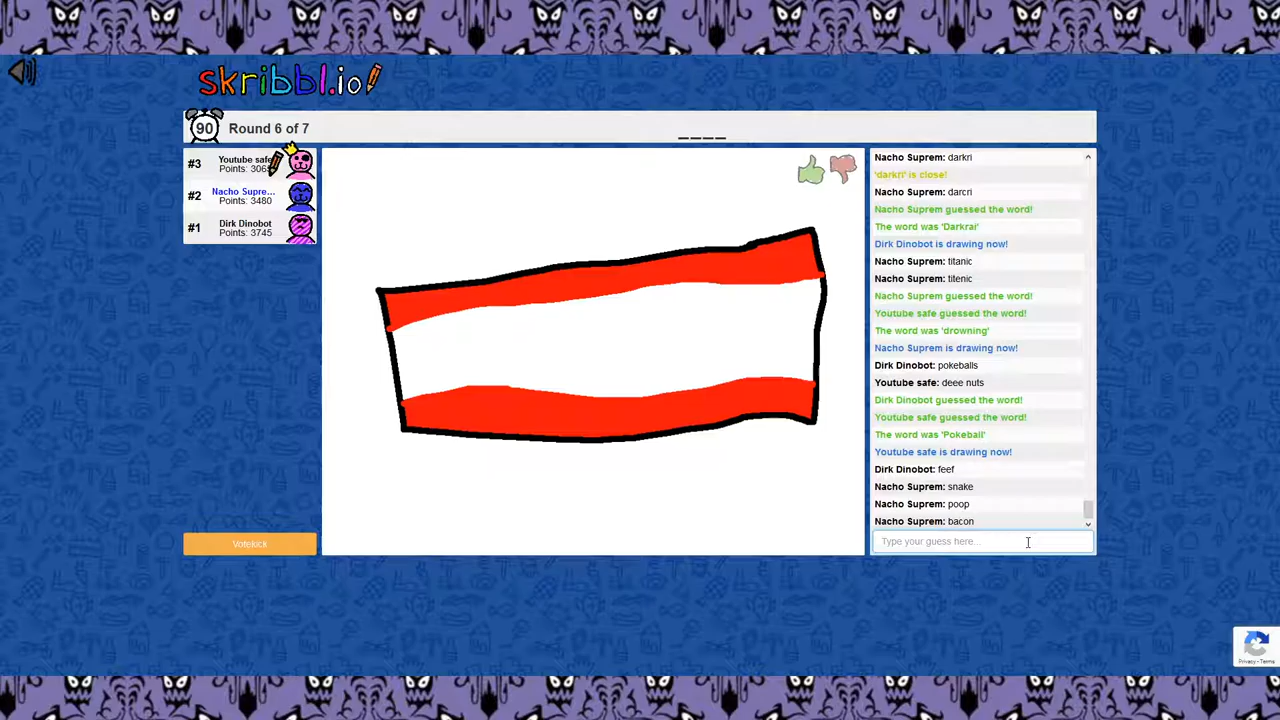 skribbl.io
90 Round 6 of 7 ____
#3 Youtube safe
Points: 306
#2 Nacho Supre...
Points: 3480
#1 Dirk Dinobot
Points: 3745
Votekick
Nacho Suprem: darkri
'darkri' is close!
Nacho Suprem: darcri
Nacho Suprem guessed the word!
The word was 'Darkrai'
Dirk Dinobot is drawing now!
Nacho Suprem: titanic
Nacho Suprem: titenic
Nacho Suprem guessed the word!
Youtube safe guessed the word!
The word was 'drowning'
Nacho Suprem is drawing now!
Dirk Dinobot: pokeballs
Youtube safe: deee nuts
Dirk Dinobot guessed the word!
Youtube safe guessed the word!
The word was 'Pokeball'
Youtube safe is drawing now!
Dirk Dinobot: feef
Nacho Suprem: snake
Nacho Suprem: poop
Nacho Suprem: bacon
Type your guess here...
Privacy - Terms